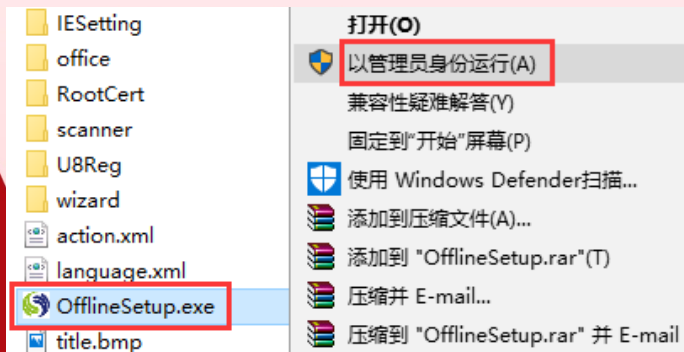 IESetting
office
RootCert
scanner
U8Reg
wizard
action.xml
language.xml
OfflineSetup.exe
title.bmp
打开(O)
以管理员身份运行(A)
兼容性疑难解答(Y)
固定到"开始"屏幕(P)
使用 Windows Defender扫描...
添加到压缩文件(A)...
添加到 "OfflineSetup.rar"(T)
压缩并 E-mail...
压缩到 "OfflineSetup.rar" 并 E-mail